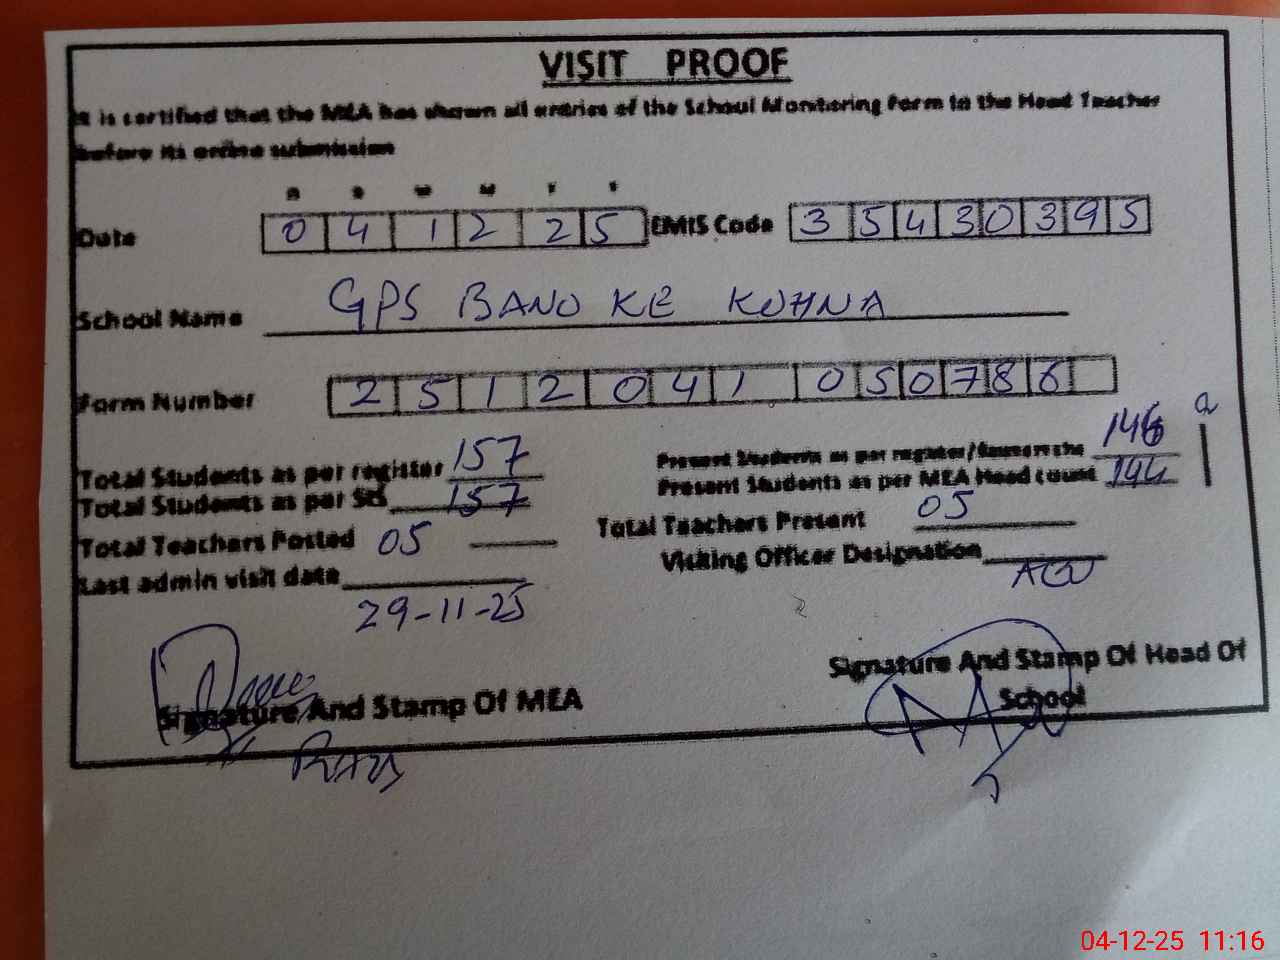 VISIT PROOF
It is certified that the MEA has shown all entries of the School Monitoring Form to the Head Teacher
before its online submission
D D M M Y Y
Date 0 4 1 2 2 5 EMIS Code 3 5 4 3 0 3 9 5
School Name GPS BANO KE KOHNA
Form Number 2 5 1 2 0 4 1 0 5 0 7 8 6
Total Students as per register 157 Present Students as per register/ 146
Total Students as per SIS 157 Present Students as per MEA Head count 144
Total Teachers Posted 05 Total Teachers Present 05
Last admin visit date 29-11-25 Visiting Officer Designation AEO
Signature And Stamp Of MEA
Signature And Stamp Of Head Of
School
04-12-25 11:16